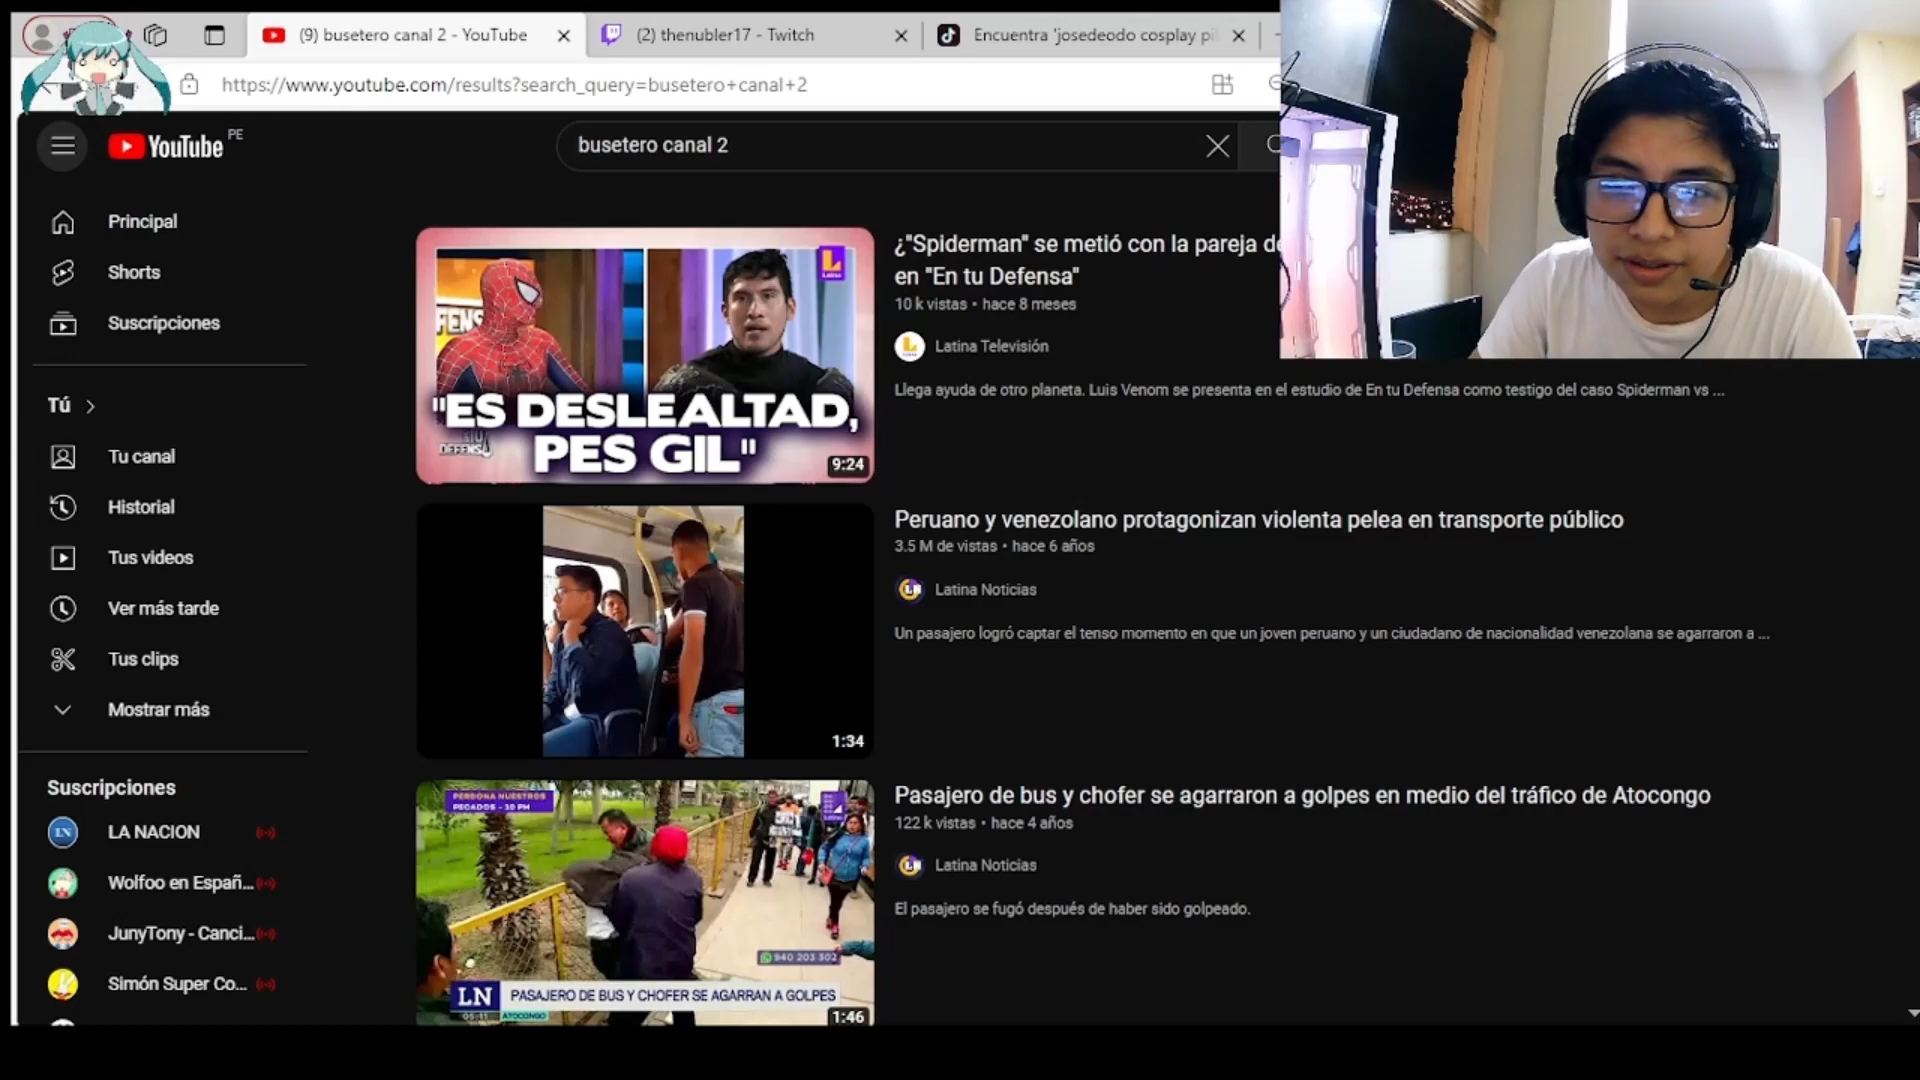 (9) busetero canal 2 - YouTube
(2) thenubler17 - Twitch
Encuentra 'josedeodo cosplay pi
https://www.youtube.com/results?search_query=busetero+canal+2
YouTube PE
busetero canal 2
Principal
Shorts
Suscripciones
Tú
Tu canal
Historial
Tus videos
Ver más tarde
Tus clips
Mostrar más
Suscripciones
LN LA NACION
Wolfoo en Españ...
JunyTony - Canci...
Simón Super Co...
"ES DESLEALTAD,
PES GIL"
9:24
¿"Spiderman" se metió con la pareja de
en "En tu Defensa"
10 k vistas • hace 8 meses
Latina Televisión
Llega ayuda de otro planeta. Luis Venom se presenta en el estudio de En tu Defensa como testigo del caso Spiderman vs ...
1:34
Peruano y venezolano protagonizan violenta pelea en transporte público
3.5 M de vistas • hace 6 años
Latina Noticias
Un pasajero logró captar el tenso momento en que un joven peruano y un ciudadano de nacionalidad venezolana se agarraron a ...
PERDONA NUESTROS
PECADOS - 10 PM
940 203 302
LN PASAJERO DE BUS Y CHOFER SE AGARRAN A GOLPES
05:11 ATOCONGO
1:46
Pasajero de bus y chofer se agarraron a golpes en medio del tráfico de Atocongo
122 k vistas • hace 4 años
Latina Noticias
El pasajero se fugó después de haber sido golpeado.